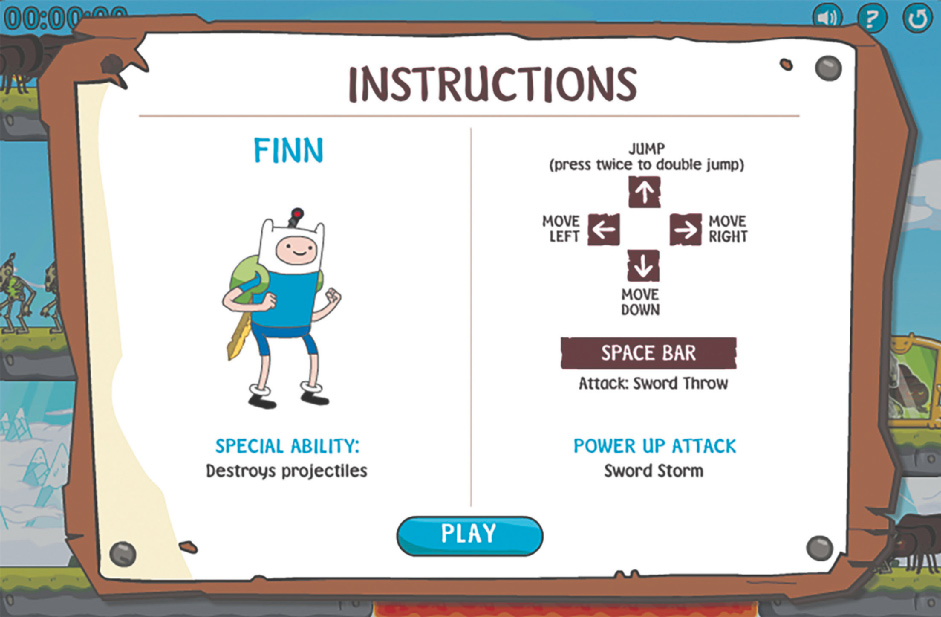 00:00:00
?
INSTRUCTIONS
FINN
SPECIAL ABILITY:
Destroys projectiles
JUMP
(press twice to double jump)
MOVE
LEFT
MOVE
RIGHT
MOVE
DOWN
SPACE BAR
Attack: Sword Throw
POWER UP ATTACK
Sword Storm
PLAY